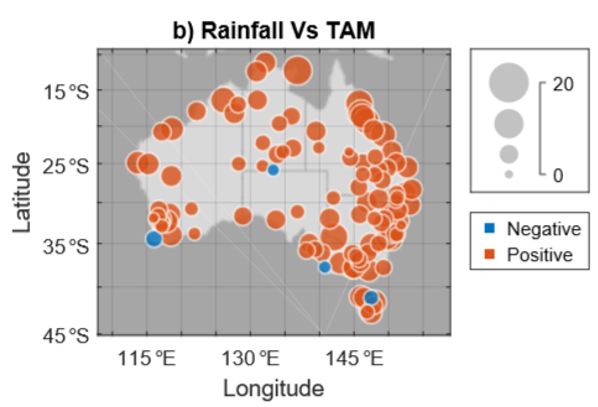 b) Rainfall Vs TAM
15°S
25°S
35°S
45°S
Latitude
115°E
130°E
145°E
Longitude
20
0
Negative
Positive